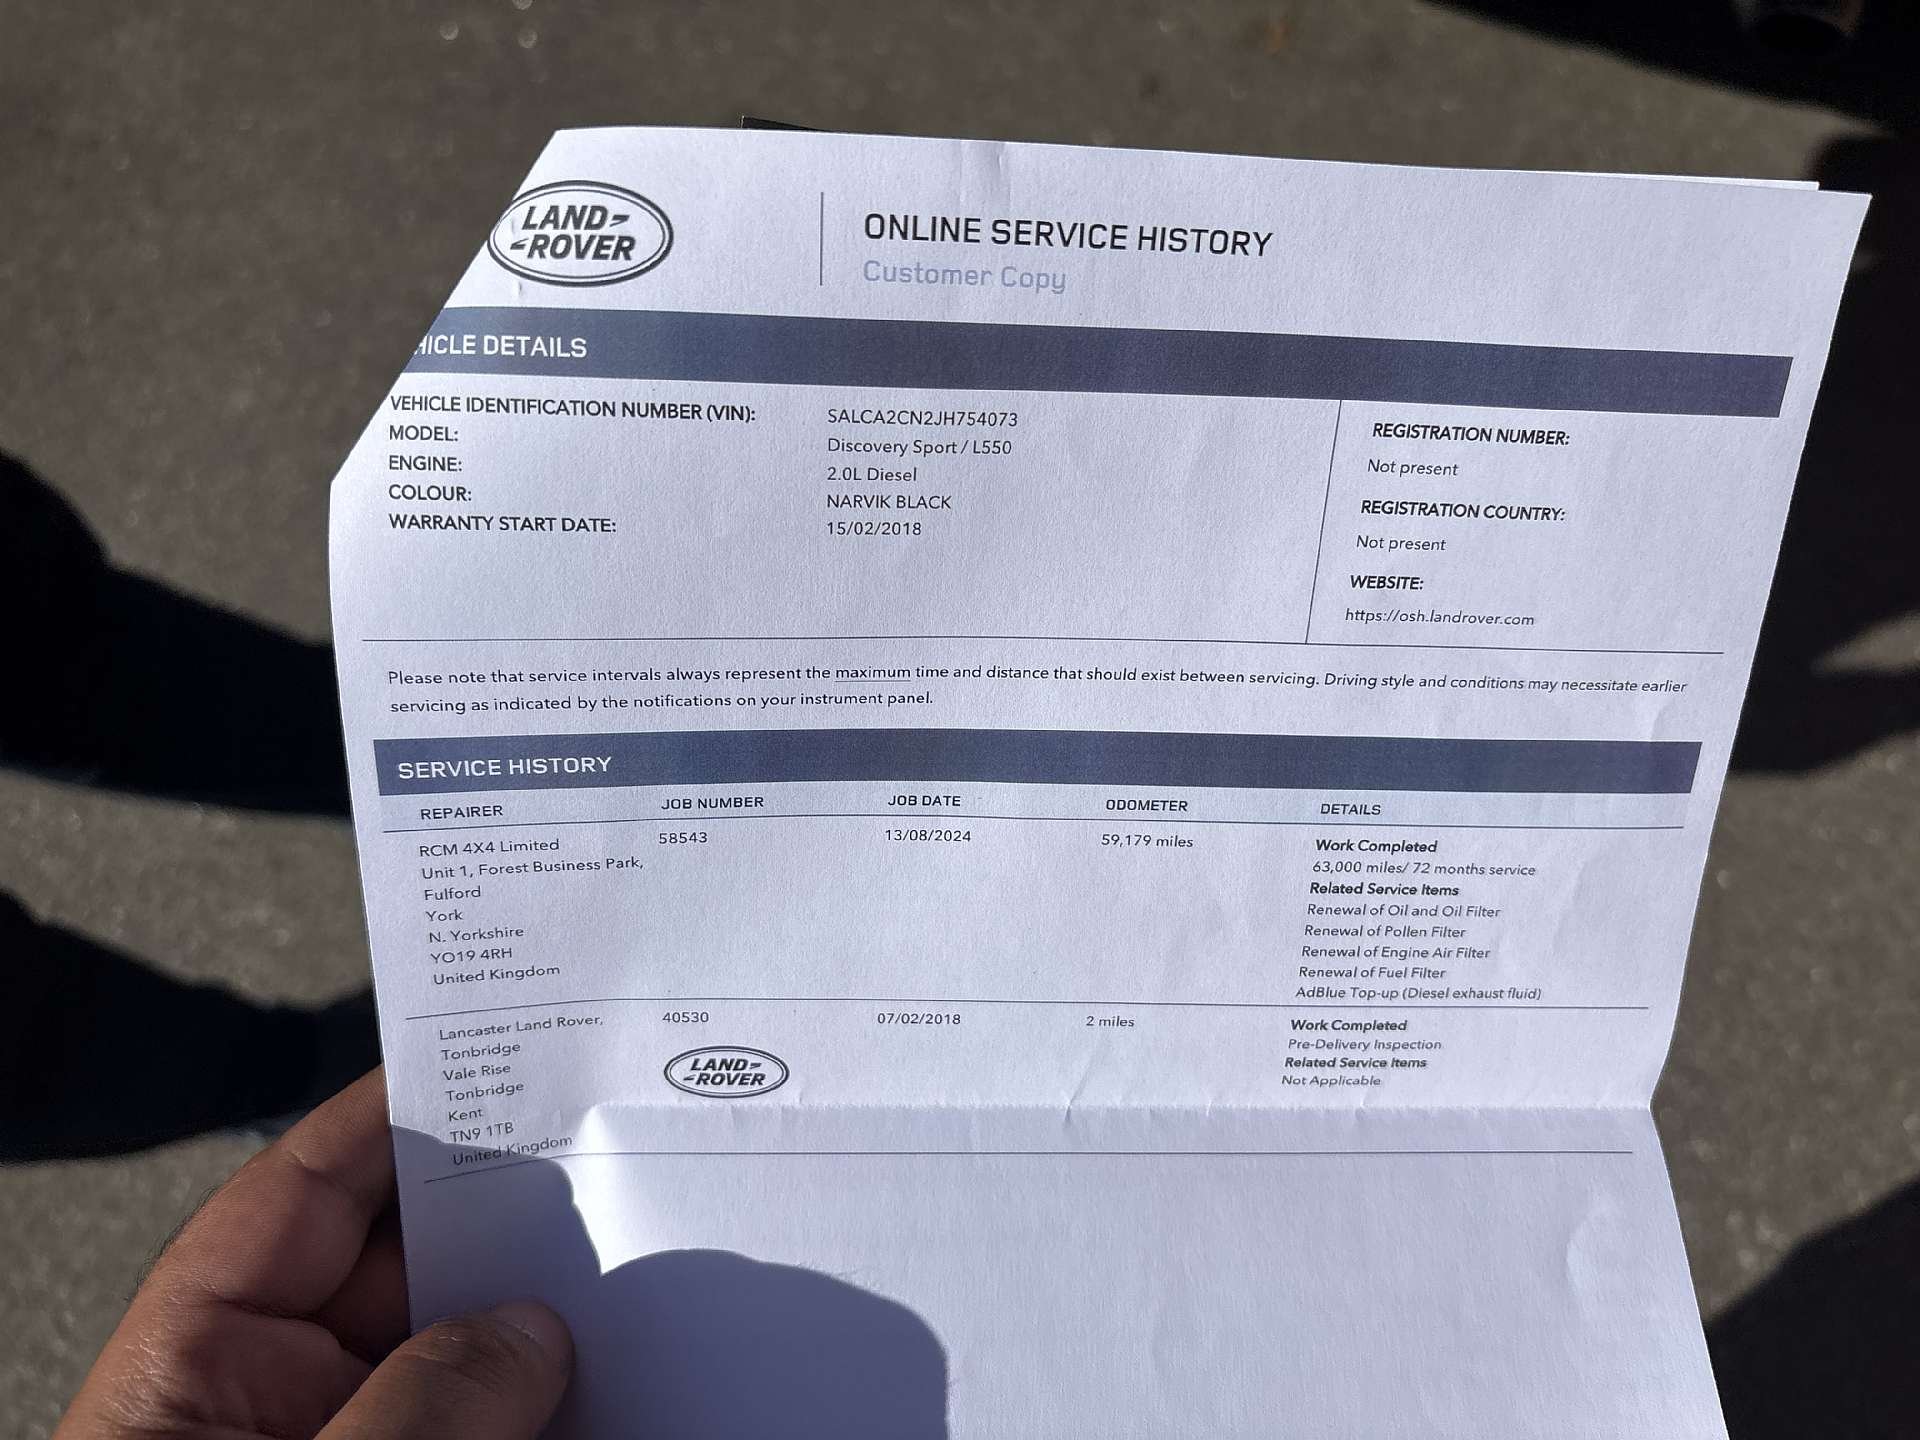 LAND
ROVER
ONLINE SERVICE HISTORY
Customer Copy
HICLE DETAILS
VEHICLE IDENTIFICATION NUMBER (VIN): SALCA2CN2JH754073
MODEL: Discovery Sport / L550
ENGINE: 2.0L Diesel
COLOUR: NARVIK BLACK
WARRANTY START DATE: 15/02/2018
REGISTRATION NUMBER:
Not present
REGISTRATION COUNTRY:
Not present
WEBSITE:
https://osh.landrover.com
Please note that service intervals always represent the maximum time and distance that should exist between servicing. Driving style and conditions may necessitate earlier
servicing as indicated by the notifications on your instrument panel.
SERVICE HISTORY
REPAIRER JOB NUMBER JOB DATE ODOMETER DETAILS
RCM 4X4 Limited
Unit 1, Forest Business Park,
Fulford
York
N. Yorkshire
YO19 4RH
United Kingdom
58543
13/08/2024
59,179 miles
Work Completed
63,000 miles/ 72 months service
Related Service Items
Renewal of Oil and Oil Filter
Renewal of Pollen Filter
Renewal of Engine Air Filter
Renewal of Fuel Filter
AdBlue Top-up (Diesel exhaust fluid)
Lancaster Land Rover,
Tonbridge
Vale Rise
Tonbridge
Kent
TN9 1TB
United Kingdom
40530
LAND
ROVER
07/02/2018
2 miles
Work Completed
Pre-Delivery Inspection
Related Service Items
Not Applicable